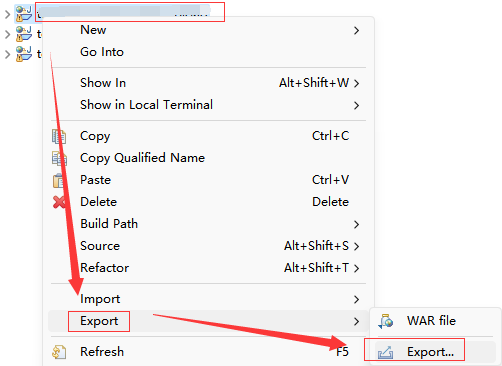 New
Go Into
Show In Alt+Shift+W
Show in Local Terminal
Copy Ctrl+C
Copy Qualified Name
Paste Ctrl+V
Delete Delete
Build Path
Source Alt+Shift+S
Refactor Alt+Shift+T
Import
Export
WAR file
Refresh F5
Export...